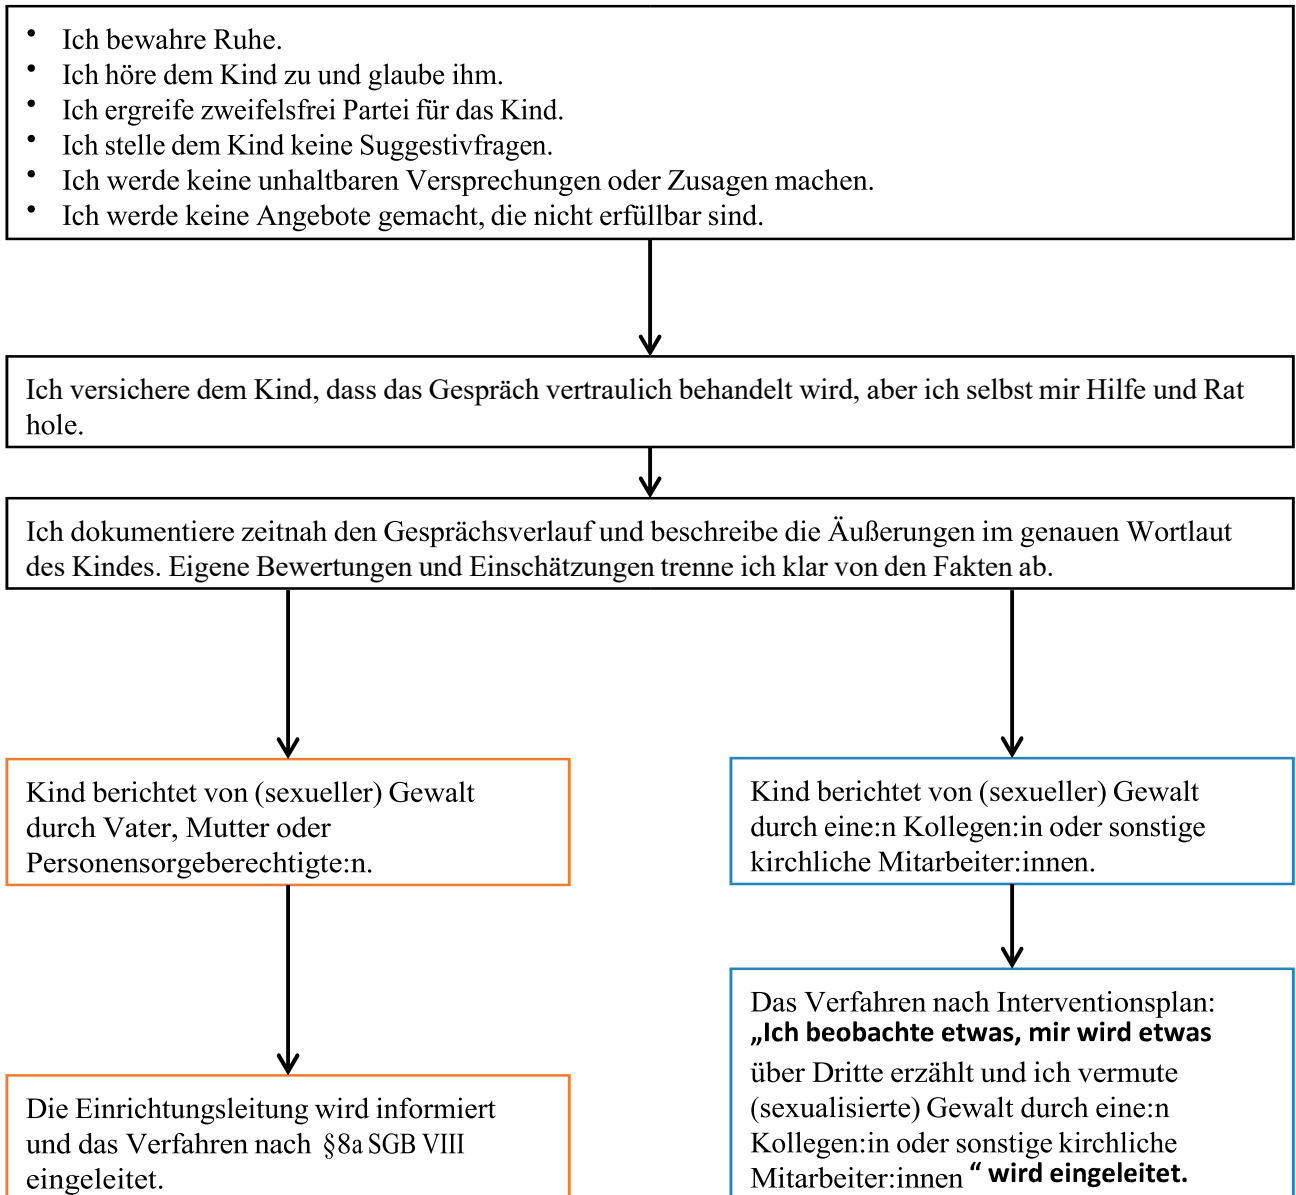 • Ich bewahre Ruhe.
• Ich höre dem Kind zu und glaube ihm.
• Ich ergreife zweifelsfrei Partei für das Kind.
• Ich stelle dem Kind keine Suggestivfragen.
• Ich werde keine unhaltbaren Versprechungen oder Zusagen machen.
• Ich werde keine Angebote gemacht, die nicht erfüllbar sind.
Ich versichere dem Kind, dass das Gespräch vertraulich behandelt wird, aber ich selbst mir Hilfe und Rat
hole.
Ich dokumentiere zeitnah den Gesprächsverlauf und beschreibe die Äußerungen im genauen Wortlaut
des Kindes. Eigene Bewertungen und Einschätzungen trenne ich klar von den Fakten ab.
Kind berichtet von (sexueller) Gewalt
durch Vater, Mutter oder
Personensorgeberechtigte:n.
Die Einrichtungsleitung wird informiert
und das Verfahren nach §8a SGB VIII
eingeleitet.
Kind berichtet von (sexueller) Gewalt
durch eine:n Kollegen:in oder sonstige
kirchliche Mitarbeiter:innen.
Das Verfahren nach Interventionsplan:
„Ich beobachte etwas, mir wird etwas
über Dritte erzählt und ich vermute
(sexualisierte) Gewalt durch eine:n
Kollegen:in oder sonstige kirchliche
Mitarbeiter:innen “ wird eingeleitet.